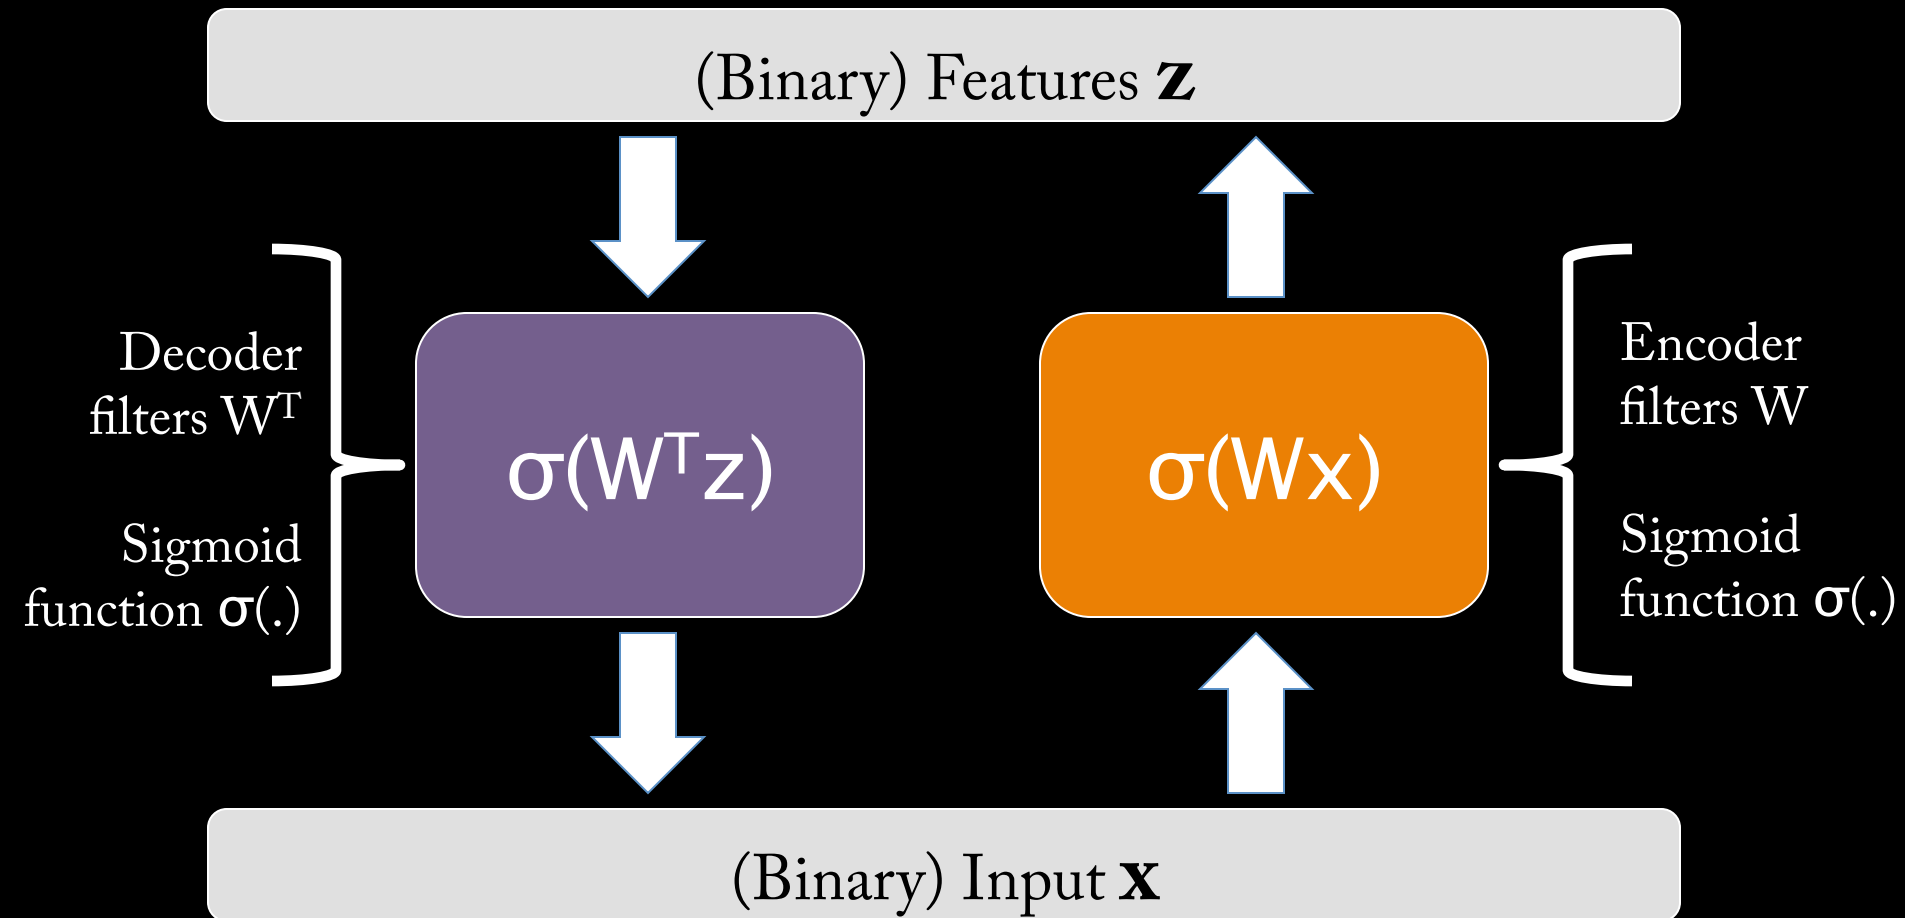 (Binary) Features z
Decoder
filters Wᵀ
Sigmoid
function σ(.)
σ(Wᵀz)
σ(Wx)
Encoder
filters W
Sigmoid
function σ(.)
(Binary) Input x